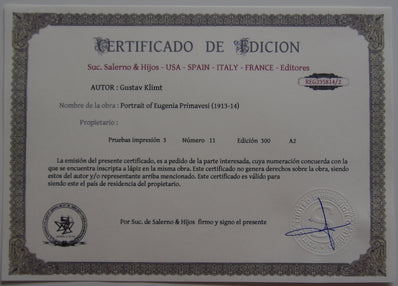 CERTIFICADO DE EDICION
Suc. Salerno & Hijos - USA - SPAIN - ITALY - FRANCE - Editores
REG235814/2
AUTOR : Gustav Klimt
Nombre de la obra : Portrait of Eugenia Primavesi (1913-14)
Propietario :
Pruebas impresión 3 Número 11 Edición 300 A2
La emisión del presente certificado, es a pedido de la parte interesada, cuya numeración concuerda con la
que se encuentra inscripta a lápiz en la misma obra. Este certificado no genera derechos sobre la obra, siendo
estos del autor y/o representante arriba mencionado. Este certificado es válido para
siendo este el país de residencia del propietario.
Por Suc. de Salerno & Hijos firmo y signo el presente